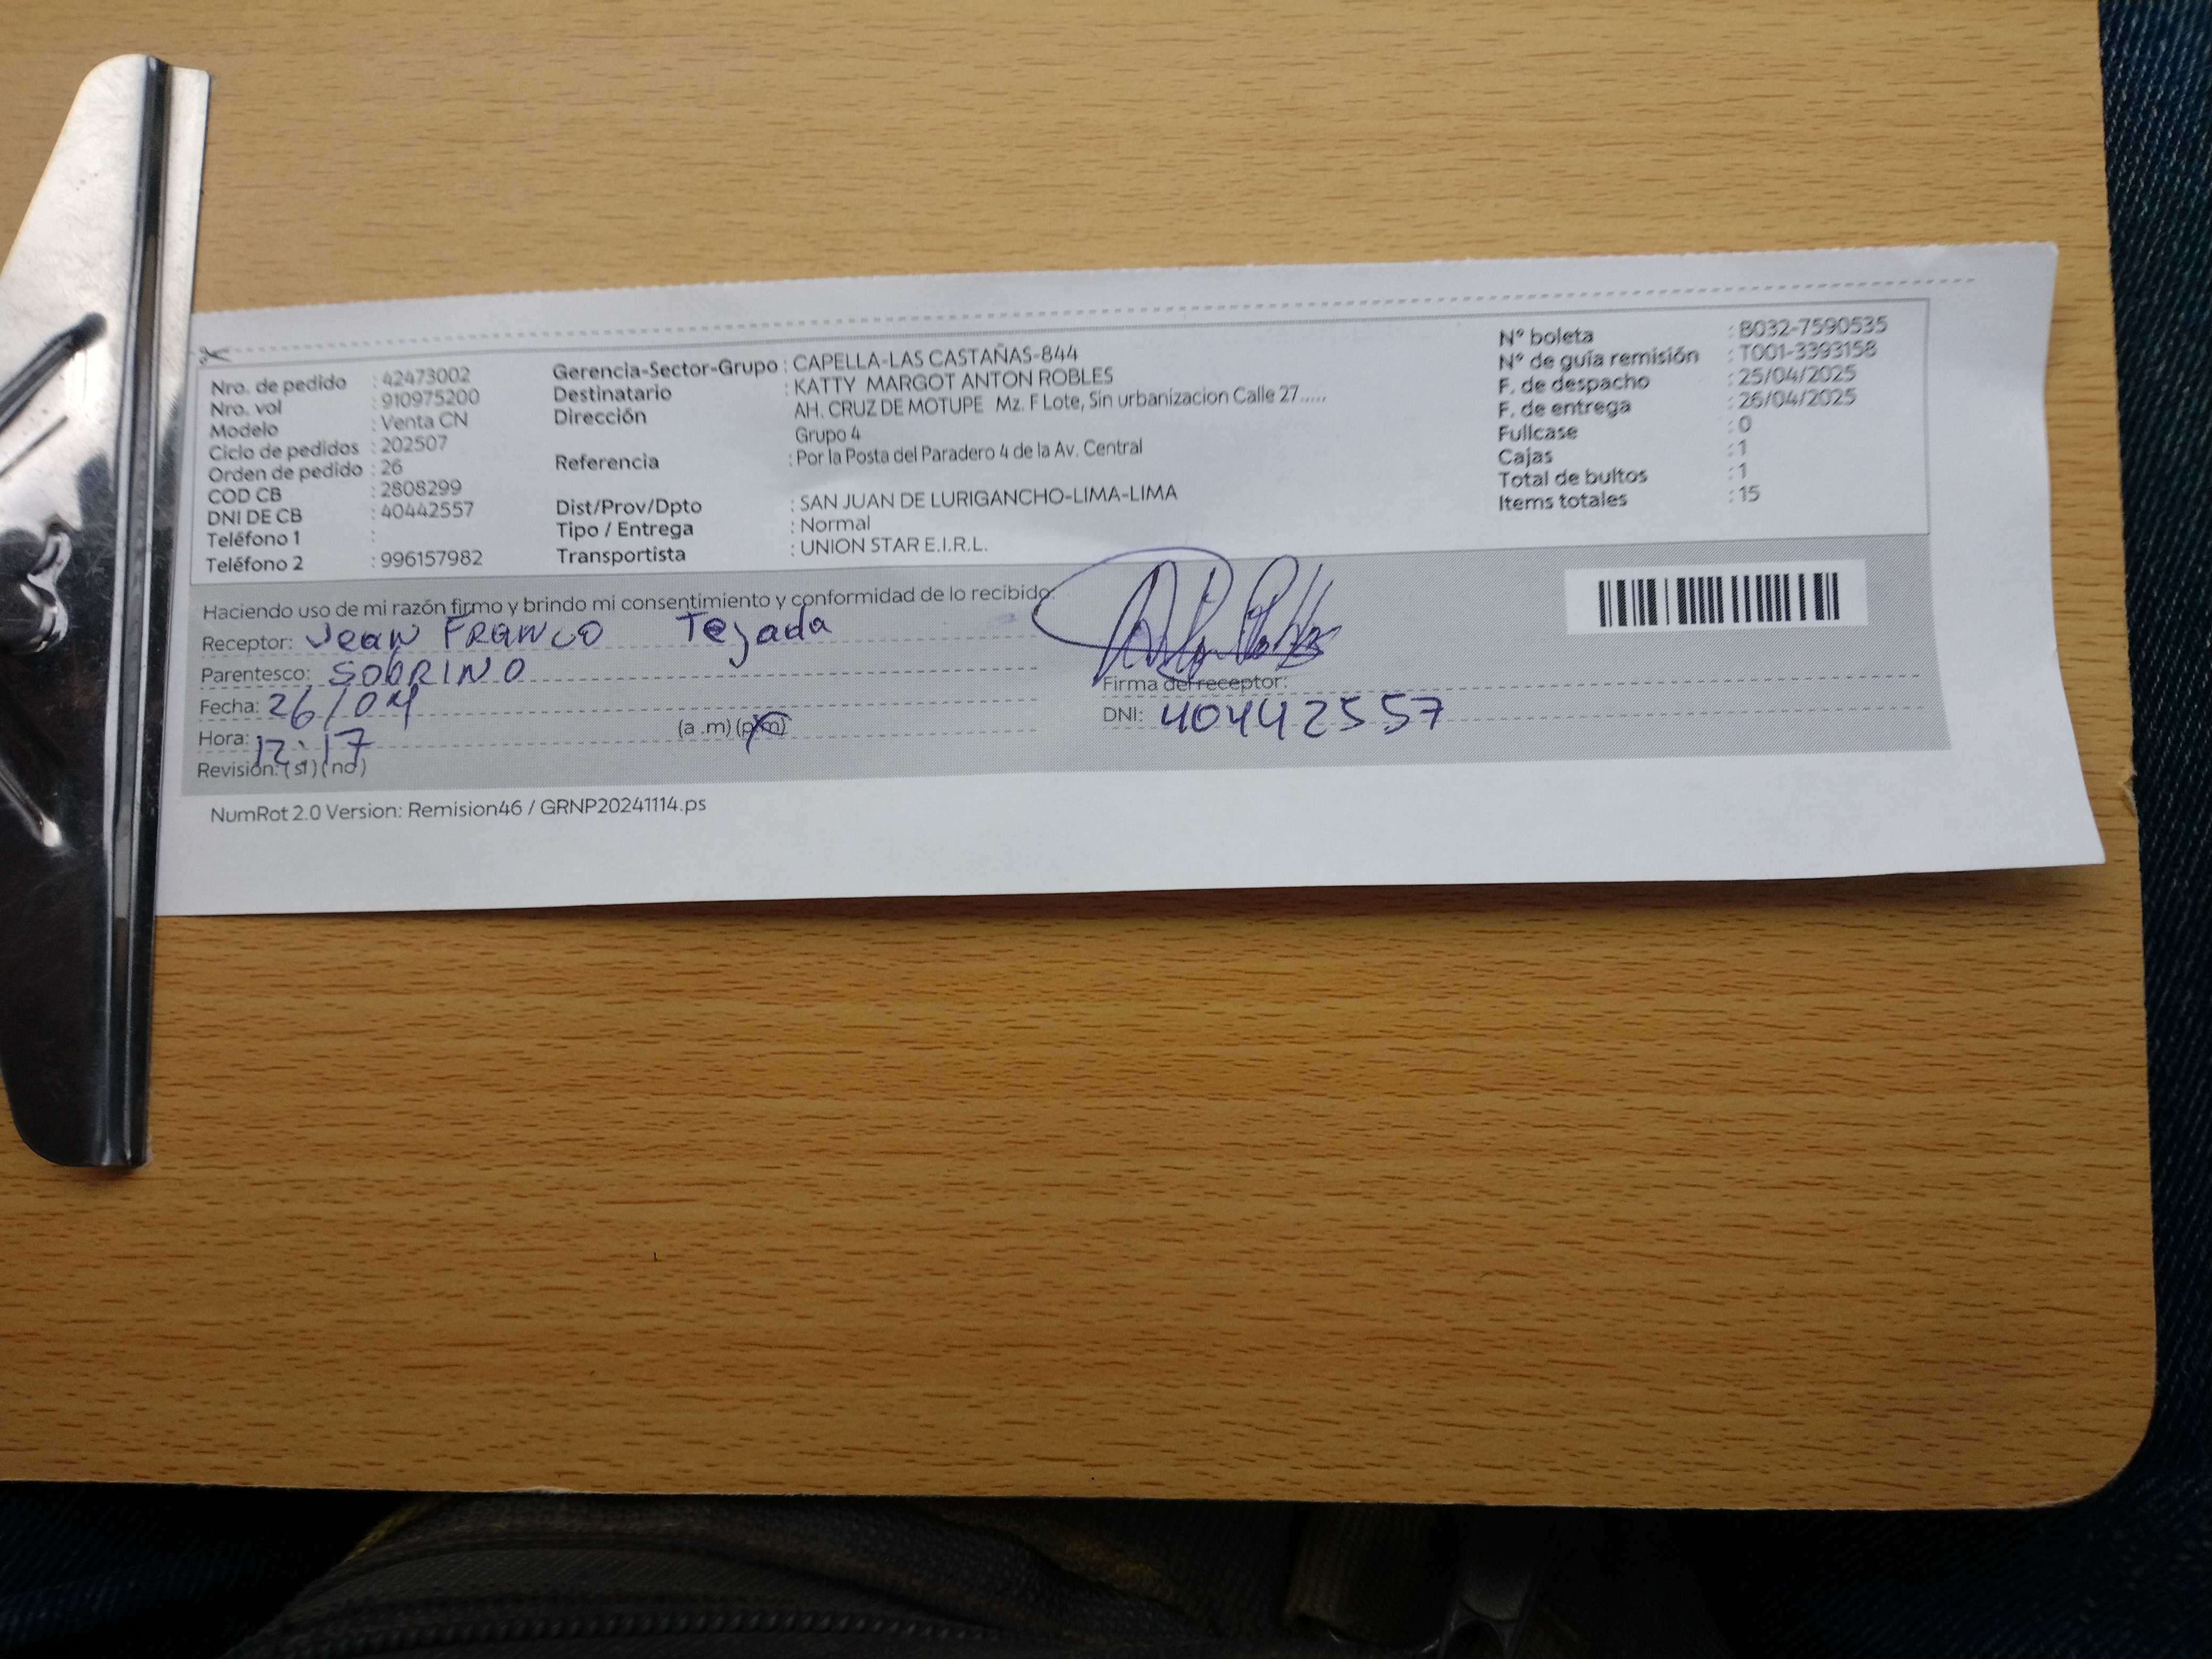 Nro. de pedido : 42473002
Nro. vol : 910975200
Modelo : Venta CN
Ciclo de pedidos : 202507
Orden de pedido : 26
COD CB : 2808299
DNI DE CB : 40442557
Teléfono 1 :
Teléfono 2 : 996157982
Gerencia-Sector-Grupo : CAPELLA-LAS CASTAÑAS-844
Destinatario : KATTY MARGOT ANTON ROBLES
Dirección AH. CRUZ DE MOTUPE Mz. F Lote, Sin urbanizacion Calle 27.....
Grupo 4
Referencia : Por la Posta del Paradero 4 de la Av. Central
Dist/Prov/Dpto : SAN JUAN DE LURIGANCHO-LIMA-LIMA
Tipo / Entrega : Normal
Transportista : UNION STAR E.I.R.L.
N° boleta : B032-7590535
N° de guía remisión : T001-3393158
F. de despacho : 25/04/2025
F. de entrega : 26/04/2025
Fullcase : 0
Cajas : 1
Total de bultos : 1
Items totales : 15
Haciendo uso de mi razón firmo y brindo mi consentimiento y conformidad de lo recibido.
Receptor: Jean FRANCO Tejada
Parentesco: SOBRINO
Fecha: 26/04
Hora: 12:17 (a .m) (p.m)
Revisión: (si) (no)
Firma del receptor:
DNI: 40442557
NumRot 2.0 Version: Remision46 / GRNP20241114.ps